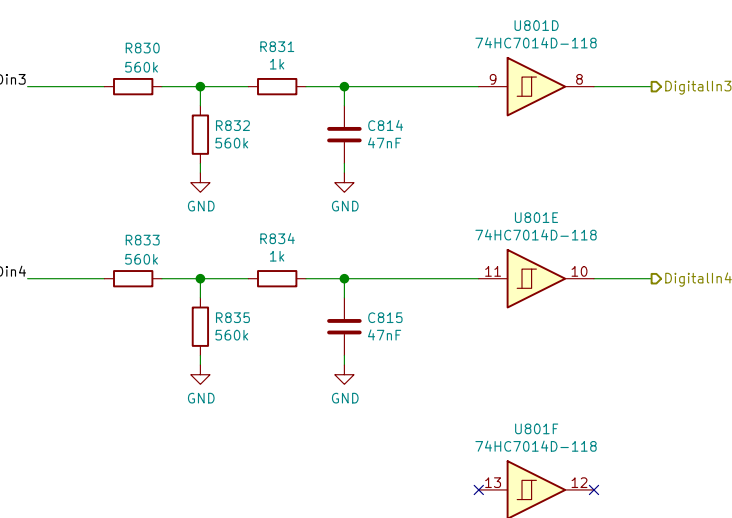 U801D
74HC7014D-118
R830
560k
R831
1k
Din3
9
8
DigitalIn3
R832
560k
C814
47nF
GND
GND
U801E
74HC7014D-118
R833
560k
R834
1k
Din4
11
10
DigitalIn4
R835
560k
C815
47nF
GND
GND
U801F
74HC7014D-118
13
12